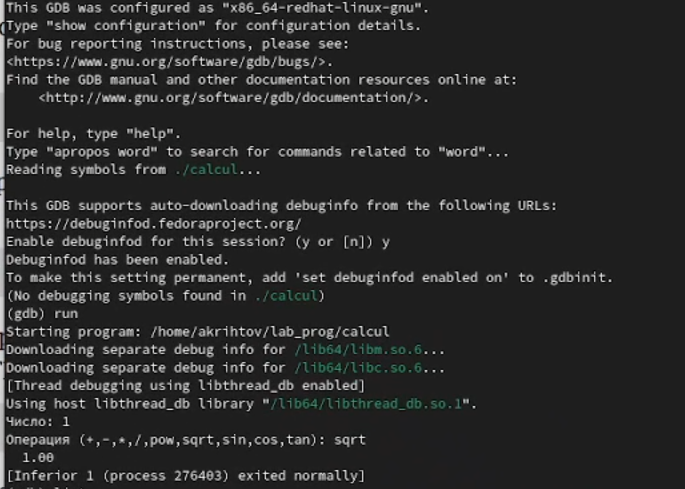 This GDB was configured as "x86_64-redhat-linux-gnu".
Type "show configuration" for configuration details.
For bug reporting instructions, please see:
<https://www.gnu.org/software/gdb/bugs/>.
Find the GDB manual and other documentation resources online at:
    <http://www.gnu.org/software/gdb/documentation/>.

For help, type "help".
Type "apropos word" to search for commands related to "word"...
Reading symbols from ./calcul...

This GDB supports auto-downloading debuginfo from the following URLs:
https://debuginfod.fedoraproject.org/
Enable debuginfod for this session? (y or [n]) y
Debuginfod has been enabled.
To make this setting permanent, add 'set debuginfod enabled on' to .gdbinit.
(No debugging symbols found in ./calcul)
(gdb) run
Starting program: /home/akrihtov/lab_prog/calcul
Downloading separate debug info for /lib64/libm.so.6...
Downloading separate debug info for /lib64/libc.so.6...
[Thread debugging using libthread_db enabled]
Using host libthread_db library "/lib64/libthread_db.so.1".
Число: 1
Операция (+,-,*,/,pow,sqrt,sin,cos,tan): sqrt
  1.00
[Inferior 1 (process 276403) exited normally]